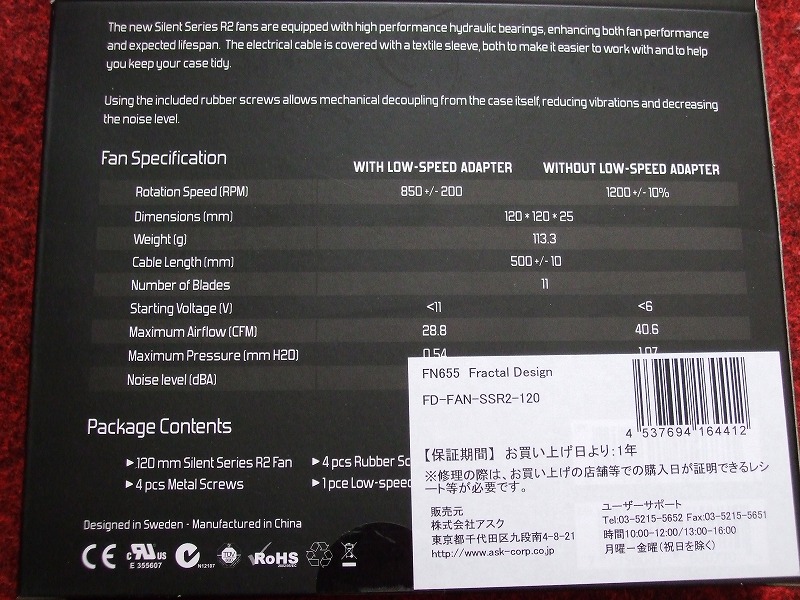 The new Silent Series R2 fans are equipped with high performance hydraulic bearings, enhancing both fan performance
and expected lifespan. The electrical cable is covered with a textile sleeve, both to make it easier to work with and to help
you keep your case tidy.
Using the included rubber screws allows mechanical decoupling from the case itself, reducing vibrations and decreasing
the noise level.
Fan Specification
WITH LOW-SPEED ADAPTER WITHOUT LOW-SPEED ADAPTER
Rotation Speed (RPM) 850 +/- 200 1200 +/- 10%
Dimensions (mm) 120 * 120 * 25
Weight (g) 113.3
Cable Length (mm) 500 +/- 10
Number of Blades 11
Starting Voltage (V) <11 <6
Maximum Airflow (CFM) 28.8 40.6
Maximum Pressure (mm H2O) 0.54 1.07
Noise level (dBA)
Package Contents
▶ 120 mm Silent Series R2 Fan ▶ 4 pcs Rubber Sc
▶ 4 pcs Metal Screws ▶ 1 pce Low-speed
Designed in Sweden - Manufactured in China
CE c RU us E 355607 N12187 TÜV RoHS
FN655 Fractal Design
FD-FAN-SSR2-120
4 537694 164412
【保証期間】 お買い上げ日より:1年
※修理の際は、お買い上げの店舗等での購入日が証明できるレシ
ート等が必要です。
販売元
株式会社アスク
東京都千代田区九段南4-8-21
http://www.ask-corp.co.jp
ユーザーサポート
Tel:03-5215-5652 Fax:03-5215-5651
時間10:00-12:00/13:00-16:00
月曜ー金曜(祝日を除く)